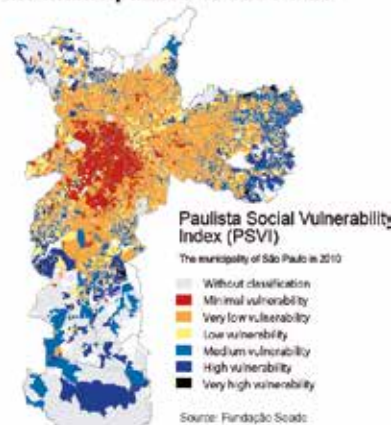 Paulista Social Vulnerability
Index (PSVI)
The municipality of São Paulo in 2010
Without classification
Minimal vulnerability
Very low vulnerability
Low vulnerability
Medium vulnerability
High vulnerability
Very high vulnerability
Source: Fundação Seade